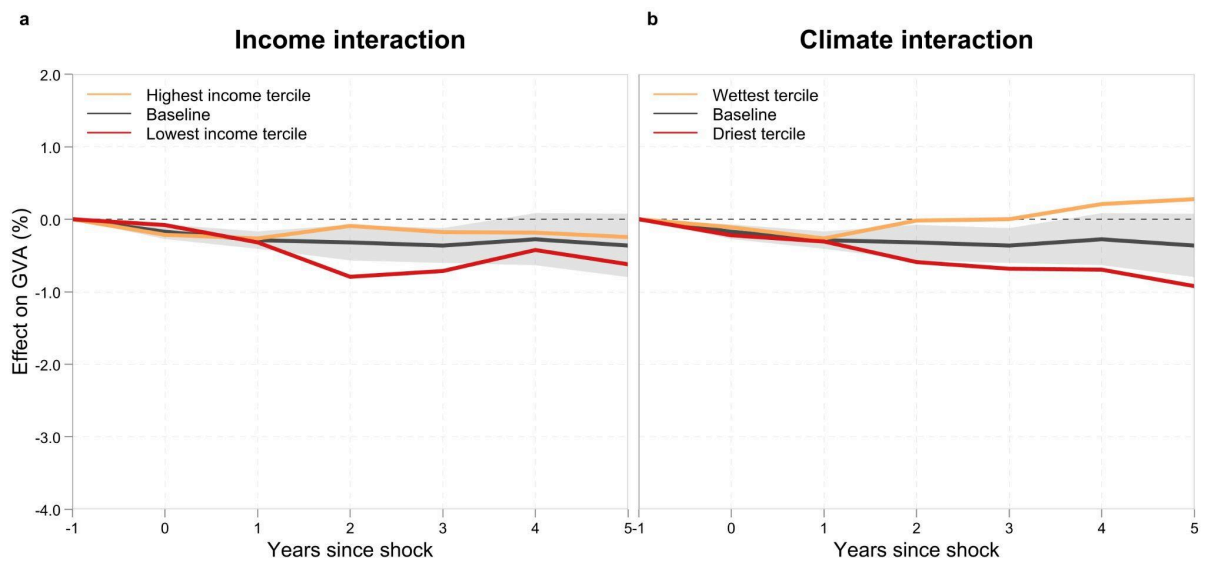 a
Income interaction
2.0
1.0
0.0
-1.0
-2.0
-3.0
-4.0
Effect on GVA (%)
Highest income tercile
Baseline
Lowest income tercile
-1 0 1 2 3 4 5
Years since shock
b
Climate interaction
Wettest tercile
Baseline
Driest tercile
-1 0 1 2 3 4 5
Years since shock